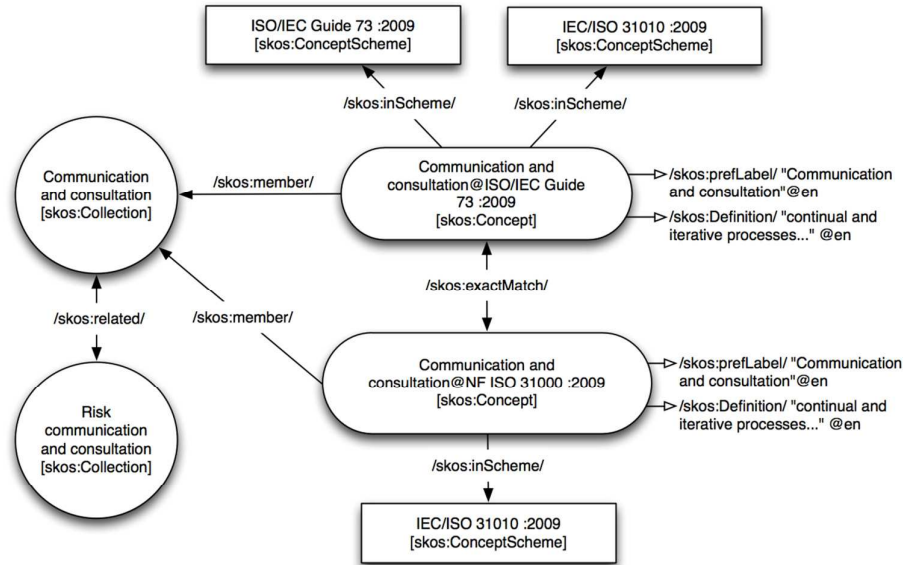 ISO/IEC Guide 73 :2009
[skos:ConceptScheme]
IEC/ISO 31010 :2009
[skos:ConceptScheme]
/skos:inScheme/
/skos:inScheme/
Communication
and consultation
[skos:Collection]
/skos:member/
Communication and
consultation@ISO/IEC Guide
73 :2009
[skos:Concept]
/skos:prefLabel/ "Communication
and consultation"@en
/skos:Definition/ "continual and
iterative processes..." @en
/skos:exactMatch/
/skos:related/
/skos:member/
Risk
communication
and consultation
[skos:Collection]
Communication and
consultation@NF ISO 31000 :2009
[skos:Concept]
/skos:prefLabel/ "Communication
and consultation"@en
/skos:Definition/ "continual and
iterative processes..." @en
/skos:inScheme/
IEC/ISO 31010 :2009
[skos:ConceptScheme]